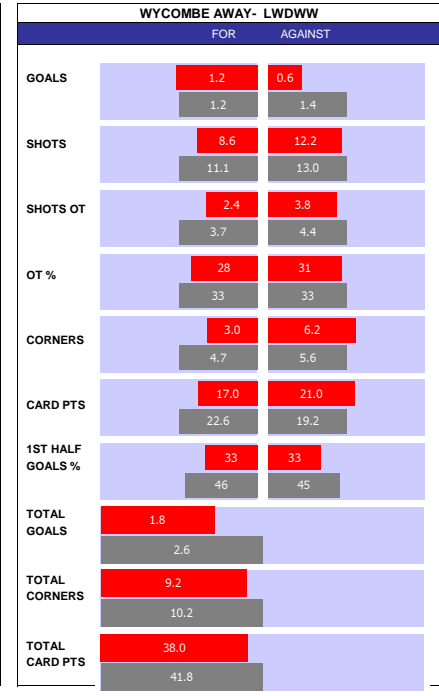 WYCOMBE AWAY- LWDWW
FOR AGAINST
GOALS 1.2 0.6
1.2 1.4
SHOTS 8.6 12.2
11.1 13.0
SHOTS OT 2.4 3.8
3.7 4.4
OT % 28 31
33 33
CORNERS 3.0 6.2
4.7 5.6
CARD PTS 17.0 21.0
22.6 19.2
1ST HALF
GOALS % 33 33
46 45
TOTAL
GOALS 1.8
2.6
TOTAL
CORNERS 9.2
10.2
TOTAL
CARD PTS 38.0
41.8